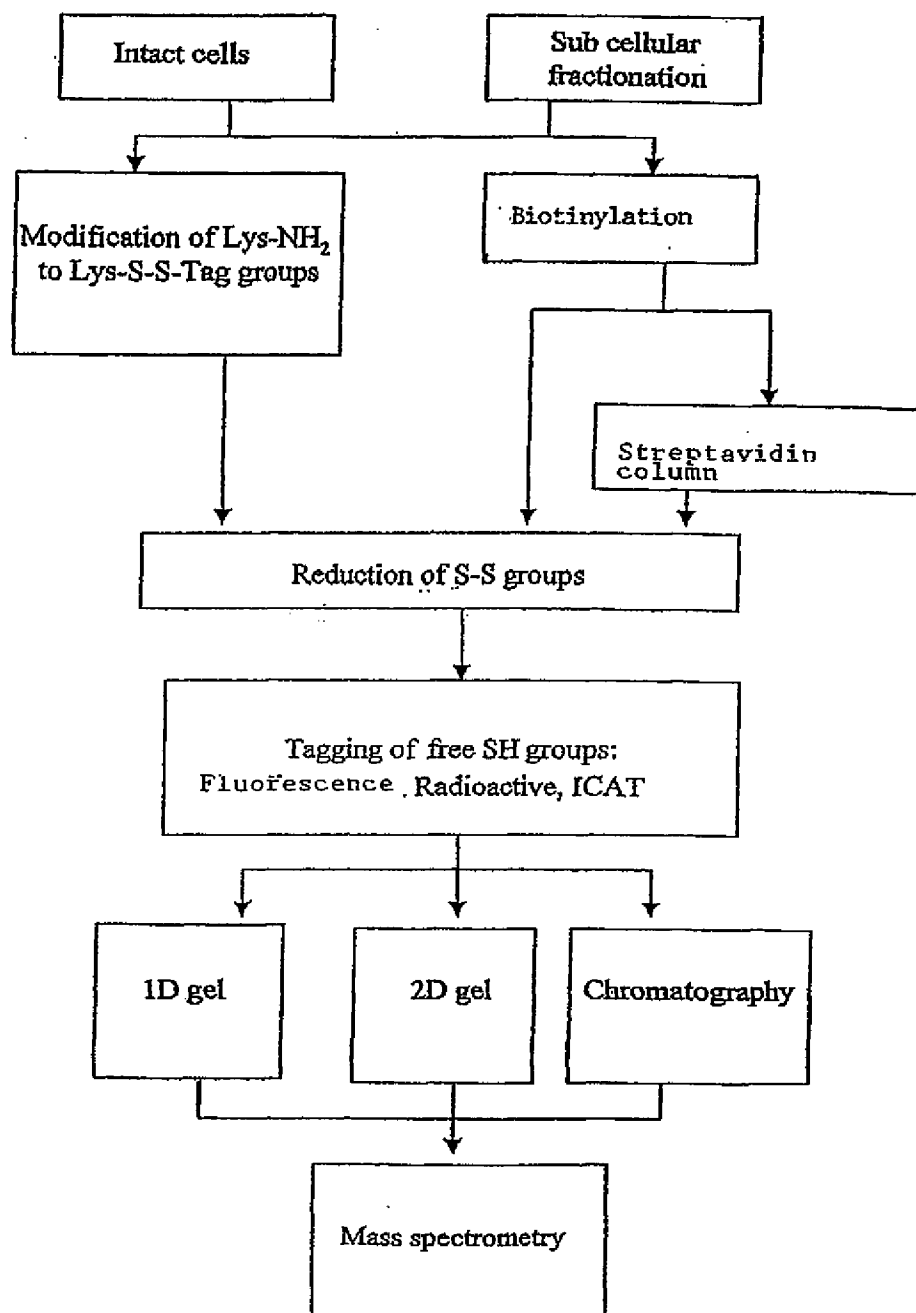 Intact cells
Sub cellular
fractionation
Modification of Lys-NH₂
to Lys-S-S-Tag groups
Biotinylation
Streptavidin
column
Reduction of S-S groups
Tagging of free SH groups:
Fluorescence . Radioactive, ICAT
1D gel
2D gel
Chromatography
Mass spectrometry